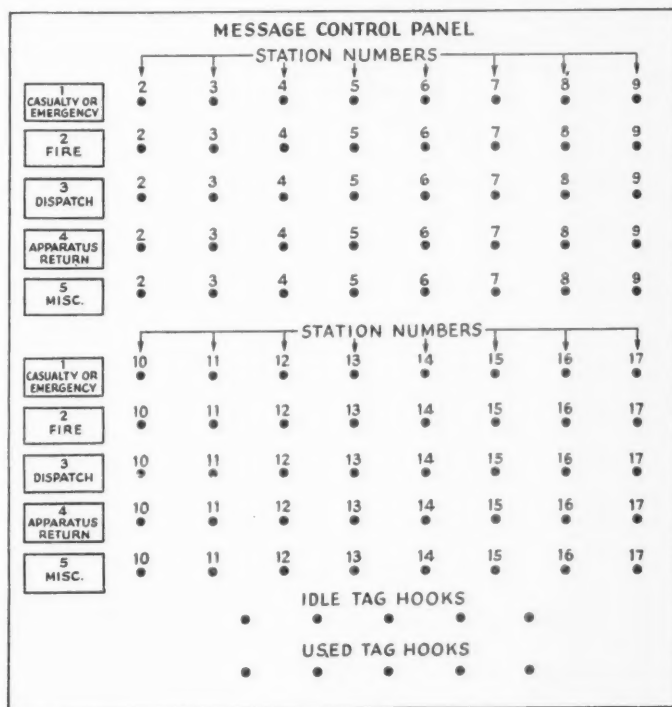 MESSAGE CONTROL PANEL
STATION NUMBERS
1
CASUALTY OR
EMERGENCY
2 3 4 5 6 7 8 9
2
FIRE
2 3 4 5 6 7 8 9
3
DISPATCH
2 3 4 5 6 7 8 9
4
APPARATUS
RETURN
2 3 4 5 6 7 8 9
5
MISC.
2 3 4 5 6 7 8 9
STATION NUMBERS
1
CASUALTY OR
EMERGENCY
10 11 12 13 14 15 16 17
2
FIRE
10 11 12 13 14 15 16 17
3
DISPATCH
10 11 12 13 14 15 16 17
4
APPARATUS
RETURN
10 11 12 13 14 15 16 17
5
MISC.
10 11 12 13 14 15 16 17
IDLE TAG HOOKS
USED TAG HOOKS